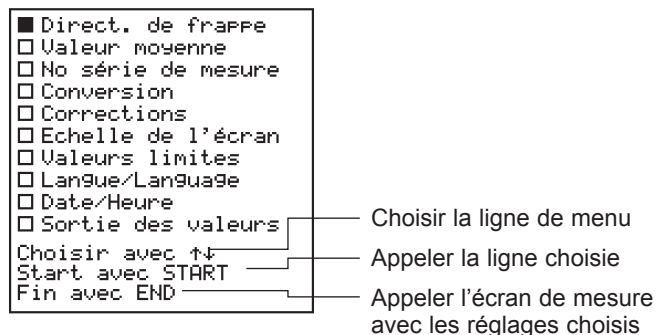 ■ Direct. de frappe
□ Valeur moyenne
□ No série de mesure
□ Conversion
□ Corrections
□ Echelle de l'écran
□ Valeurs limites
□ Langue/Language
□ Date/Heure
□ Sortie des valeurs
Choisir avec ↑↓
Start avec START
Fin avec END
Choisir la ligne de menu
Appeler la ligne choisie
Appeler l’écran de mesure
avec les réglages choisis